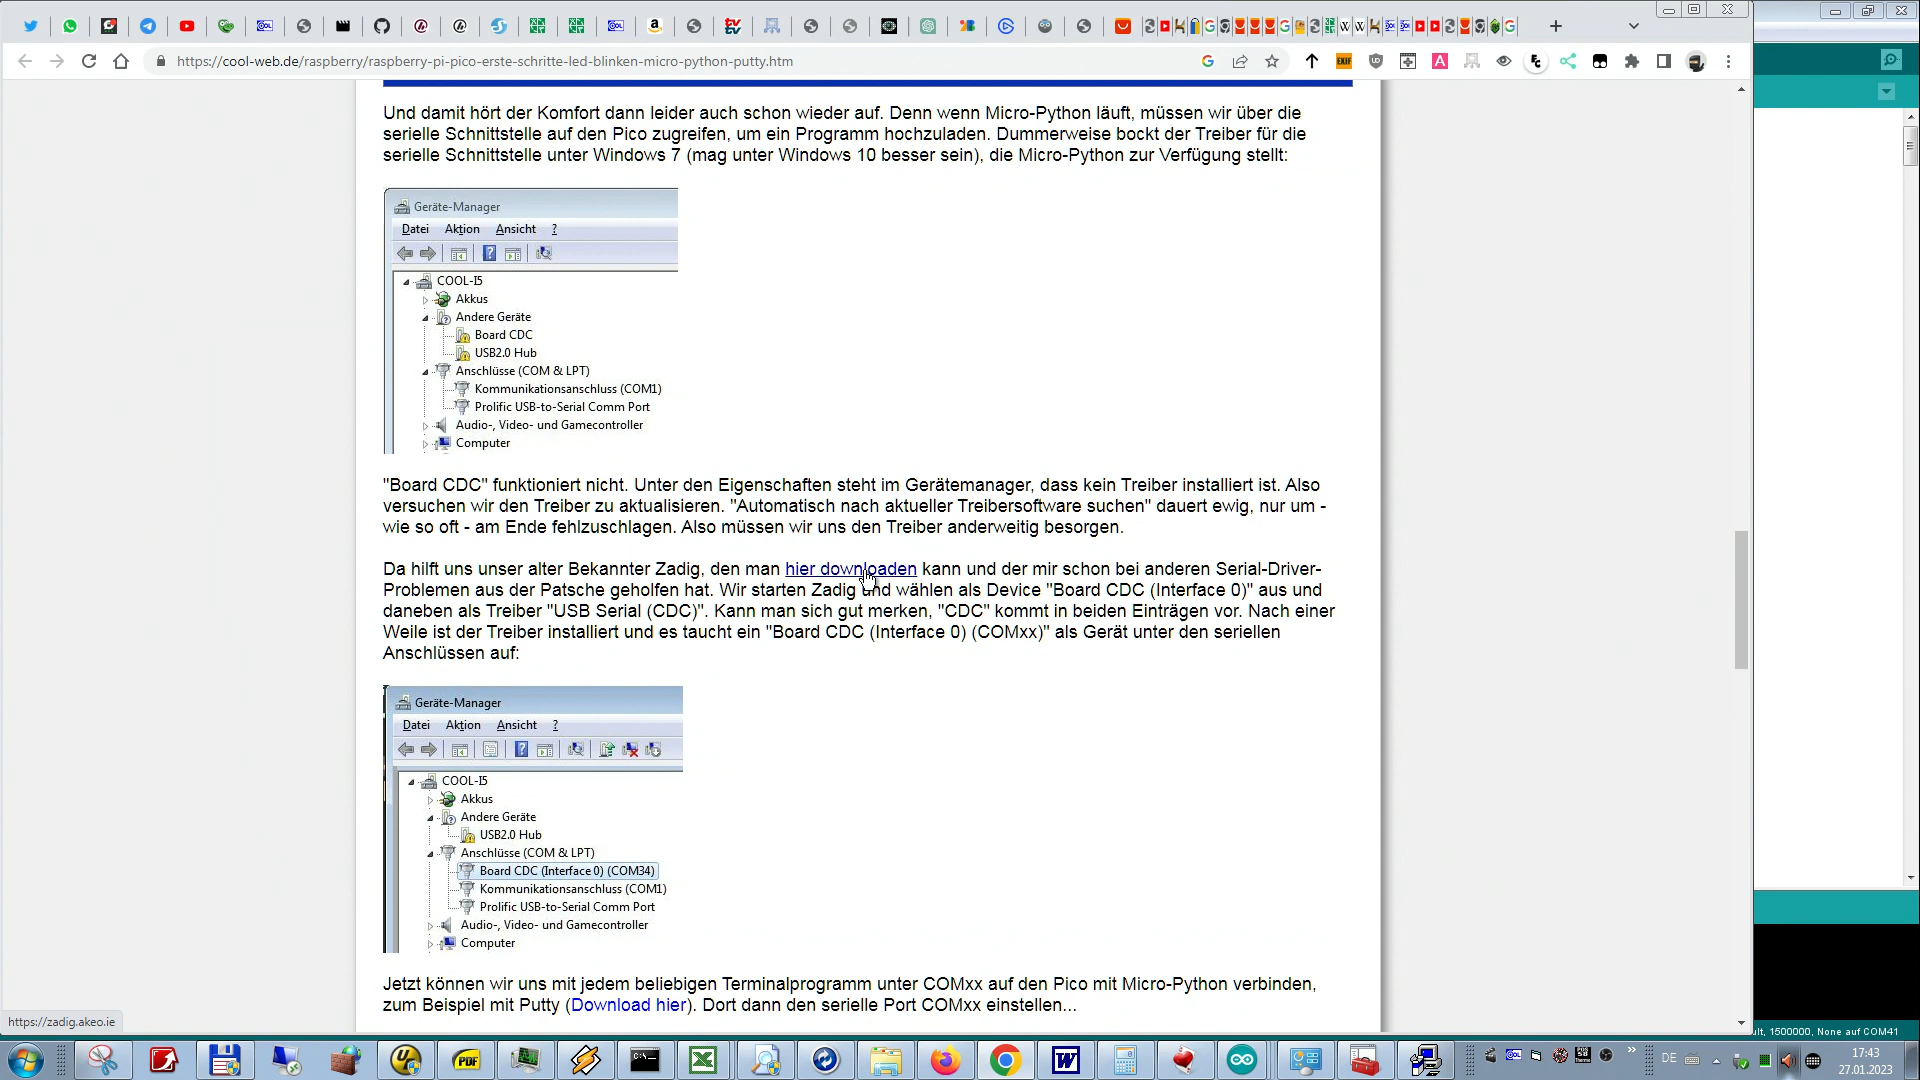 https://cool-web.de/raspberry/raspberry-pi-pico-erste-schritte-led-blinken-micro-python-putty.htm
Und damit hört der Komfort dann leider auch schon wieder auf. Denn wenn Micro-Python läuft, müssen wir über die
serielle Schnittstelle auf den Pico zugreifen, um ein Programm hochzuladen. Dummerweise bockt der Treiber für die
serielle Schnittstelle unter Windows 7 (mag unter Windows 10 besser sein), die Micro-Python zur Verfügung stellt:
Geräte-Manager
Datei Aktion Ansicht ?
COOL-I5
Akkus
Andere Geräte
Board CDC
USB2.0 Hub
Anschlüsse (COM & LPT)
Kommunikationsanschluss (COM1)
Prolific USB-to-Serial Comm Port
Audio-, Video- und Gamecontroller
Computer
"Board CDC" funktioniert nicht. Unter den Eigenschaften steht im Gerätemanager, dass kein Treiber installiert ist. Also
versuchen wir den Treiber zu aktualisieren. "Automatisch nach aktueller Treibersoftware suchen" dauert ewig, nur um -
wie so oft - am Ende fehlzuschlagen. Also müssen wir uns den Treiber anderweitig besorgen.
Da hilft uns unser alter Bekannter Zadig, den man hier downloaden kann und der mir schon bei anderen Serial-Driver-
Problemen aus der Patsche geholfen hat. Wir starten Zadig und wählen als Device "Board CDC (Interface 0)" aus und
daneben als Treiber "USB Serial (CDC)". Kann man sich gut merken, "CDC" kommt in beiden Einträgen vor. Nach einer
Weile ist der Treiber installiert und es taucht ein "Board CDC (Interface 0) (COMxx)" als Gerät unter den seriellen
Anschlüssen auf:
Geräte-Manager
Datei Aktion Ansicht ?
COOL-I5
Akkus
Andere Geräte
USB2.0 Hub
Anschlüsse (COM & LPT)
Board CDC (Interface 0) (COM34)
Kommunikationsanschluss (COM1)
Prolific USB-to-Serial Comm Port
Audio-, Video- und Gamecontroller
Computer
Jetzt können wir uns mit jedem beliebigen Terminalprogramm unter COMxx auf den Pico mit Micro-Python verbinden,
zum Beispiel mit Putty (Download hier). Dort dann den serielle Port COMxx einstellen...
https://zadig.akeo.ie
ult, 1500000, None auf COM41
PDF
DE
17:43
27.01.2023